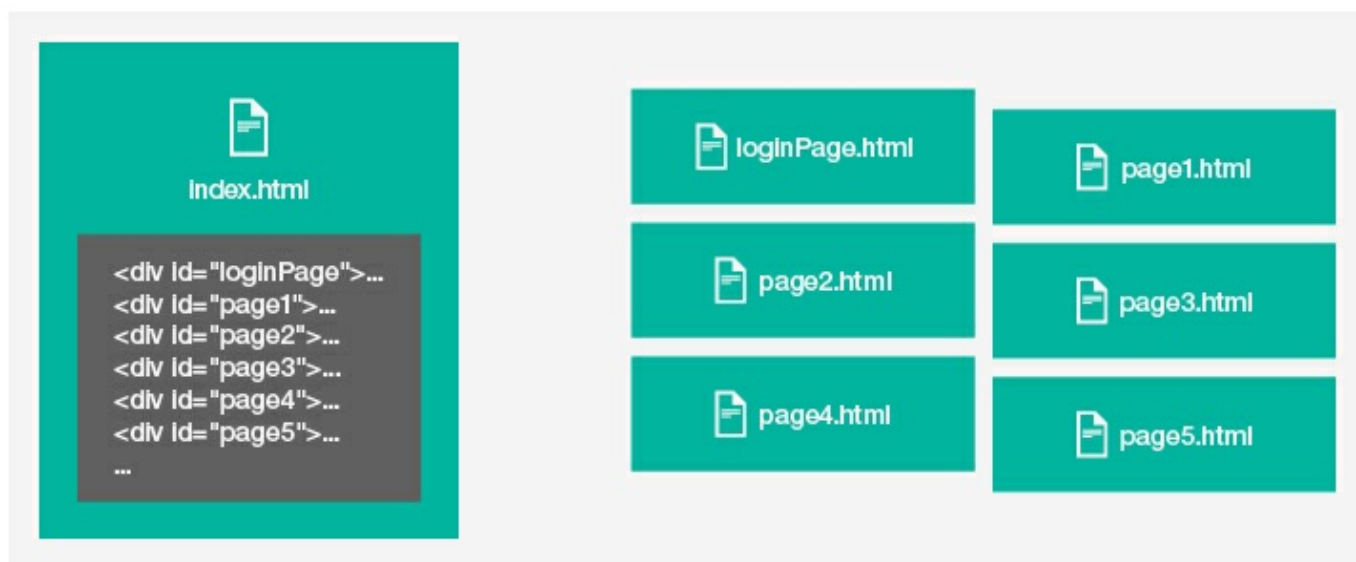 index.html
<div id="loginPage">...
<div id="page1">...
<div id="page2">...
<div id="page3">...
<div id="page4">...
<div id="page5">...
...
loginPage.html
page1.html
page2.html
page3.html
page4.html
page5.html